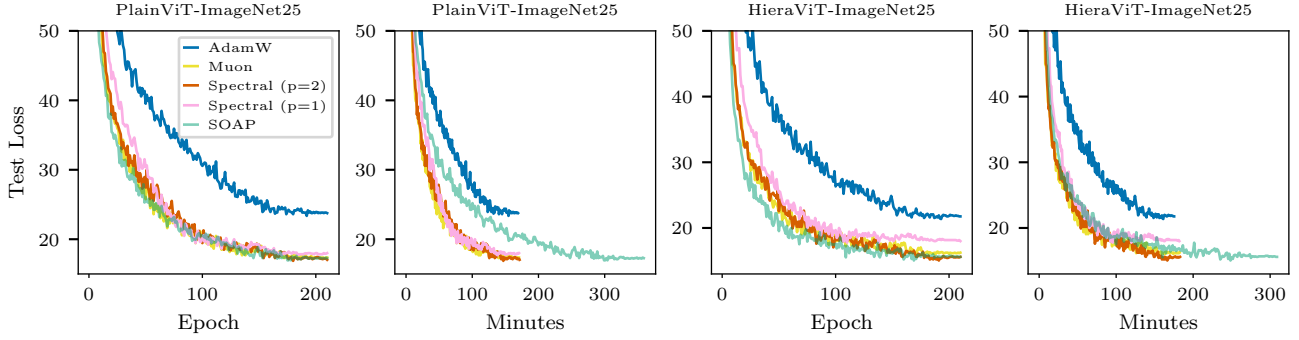 PlainViT-ImageNet25
PlainViT-ImageNet25
HieraViT-ImageNet25
HieraViT-ImageNet25
Test Loss
50
40
30
20
AdamW
Muon
Spectral (p=2)
Spectral (p=1)
SOAP
0 100 200
Epoch
50
40
30
20
0 100 200 300
Minutes
50
40
30
20
0 100 200
Epoch
50
40
30
20
0 100 200 300
Minutes